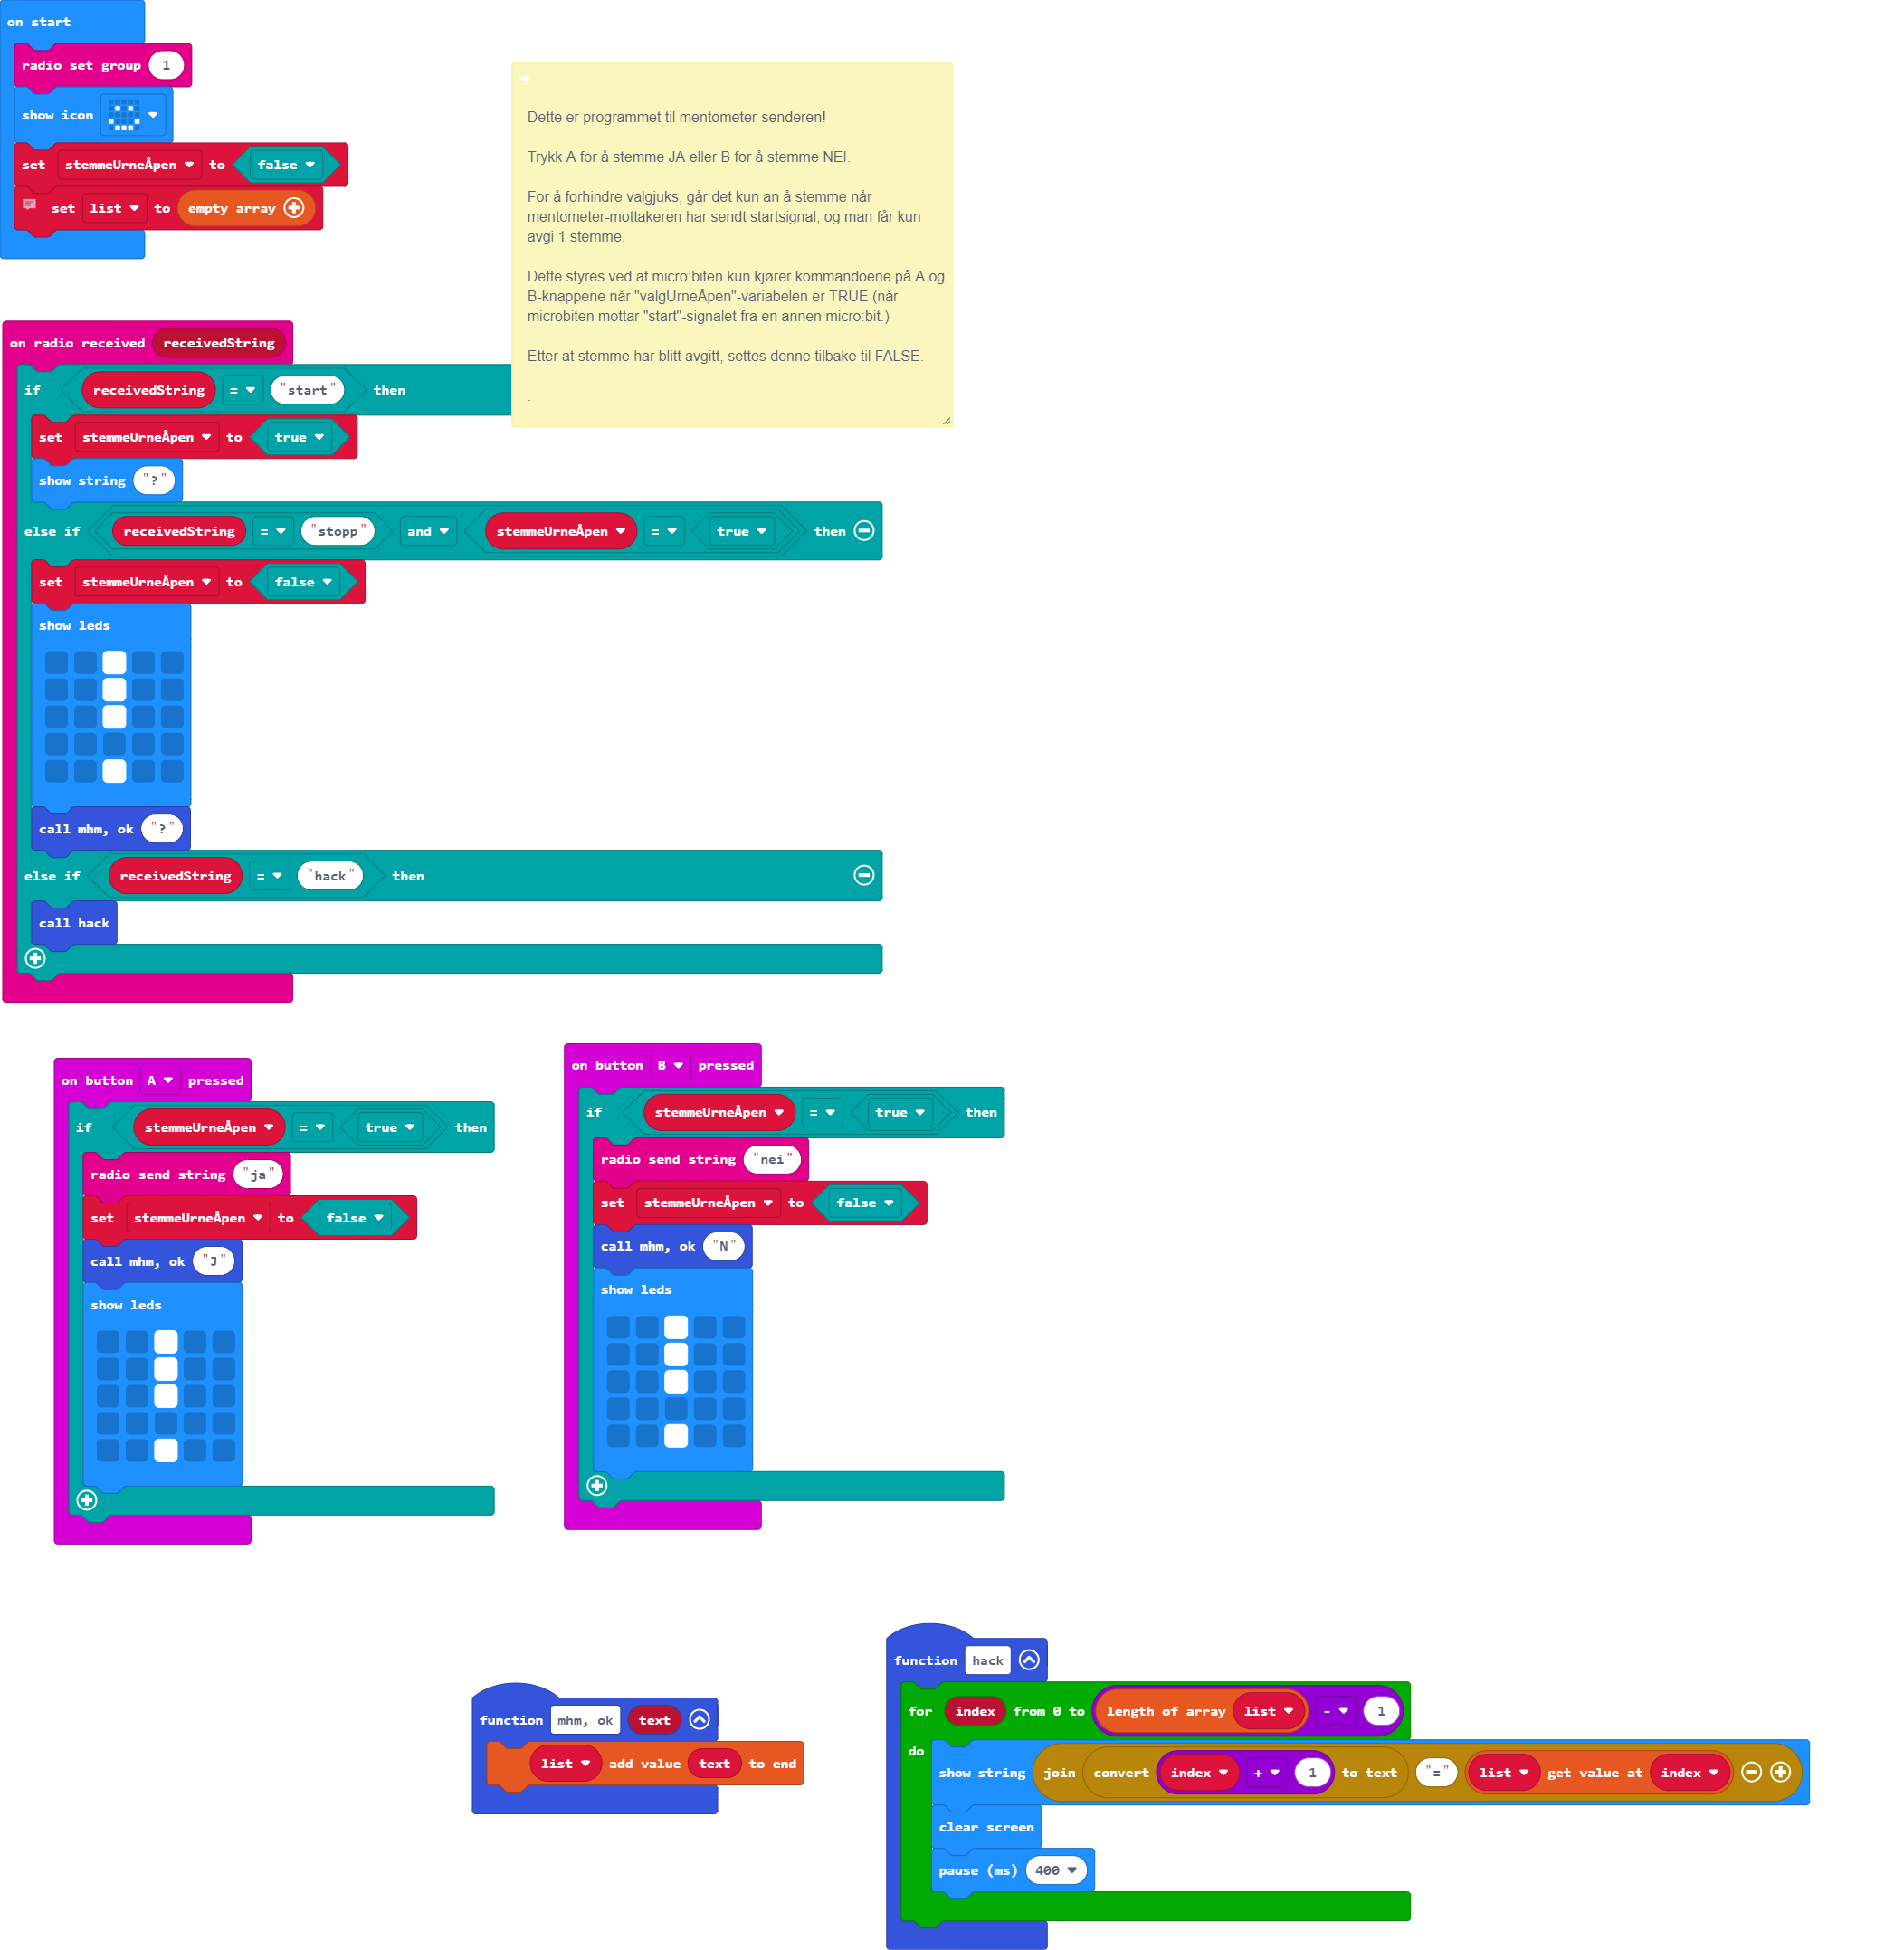 on start
radio set group 1
show icon
set stemmeUrneÅpen to false
set list to empty array
Dette er programmet til mentometer-senderen!
Trykk A for å stemme JA eller B for å stemme NEI.
For å forhindre valgjuks, går det kun an å stemme når
mentometer-mottakeren har sendt startsignal, og man får kun
avgi 1 stemme.
Dette styres ved at micro:biten kun kjører kommandoene på A og
B-knappene når "valgUrneÅpen"-variabelen er TRUE (når
microbiten mottar "start"-signalet fra en annen micro:bit.)
Etter at stemme har blitt avgitt, settes denne tilbake til FALSE.
.
on radio received receivedString
if receivedString = "start" then
set stemmeUrneÅpen to true
show string "?"
else if receivedString = "stopp" and stemmeUrneÅpen = true then
set stemmeUrneÅpen to false
show leds
call mhm, ok "?"
else if receivedString = "hack" then
call hack
on button A pressed
if stemmeUrneÅpen = true then
radio send string "ja"
set stemmeUrneÅpen to false
call mhm, ok "J"
show leds
on button B pressed
if stemmeUrneÅpen = true then
radio send string "nei"
set stemmeUrneÅpen to false
call mhm, ok "N"
show leds
function mhm, ok text
list add value text to end
function hack
for index from 0 to length of array list - 1
do
show string join convert index + 1 to text "=" list get value at index
clear screen
pause (ms) 400